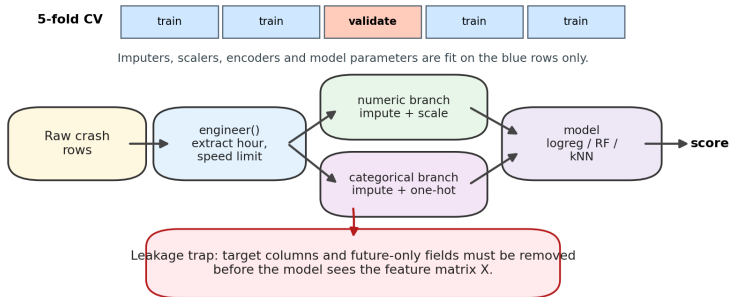 5-fold CV
train
train
validate
train
train
Imputers, scalers, encoders and model parameters are fit on the blue rows only.
Raw crash
rows
engineer()
extract hour,
speed limit
numeric branch
impute + scale
categorical branch
impute + one-hot
model
logreg / RF /
kNN
score
Leakage trap: target columns and future-only fields must be removed
before the model sees the feature matrix X.